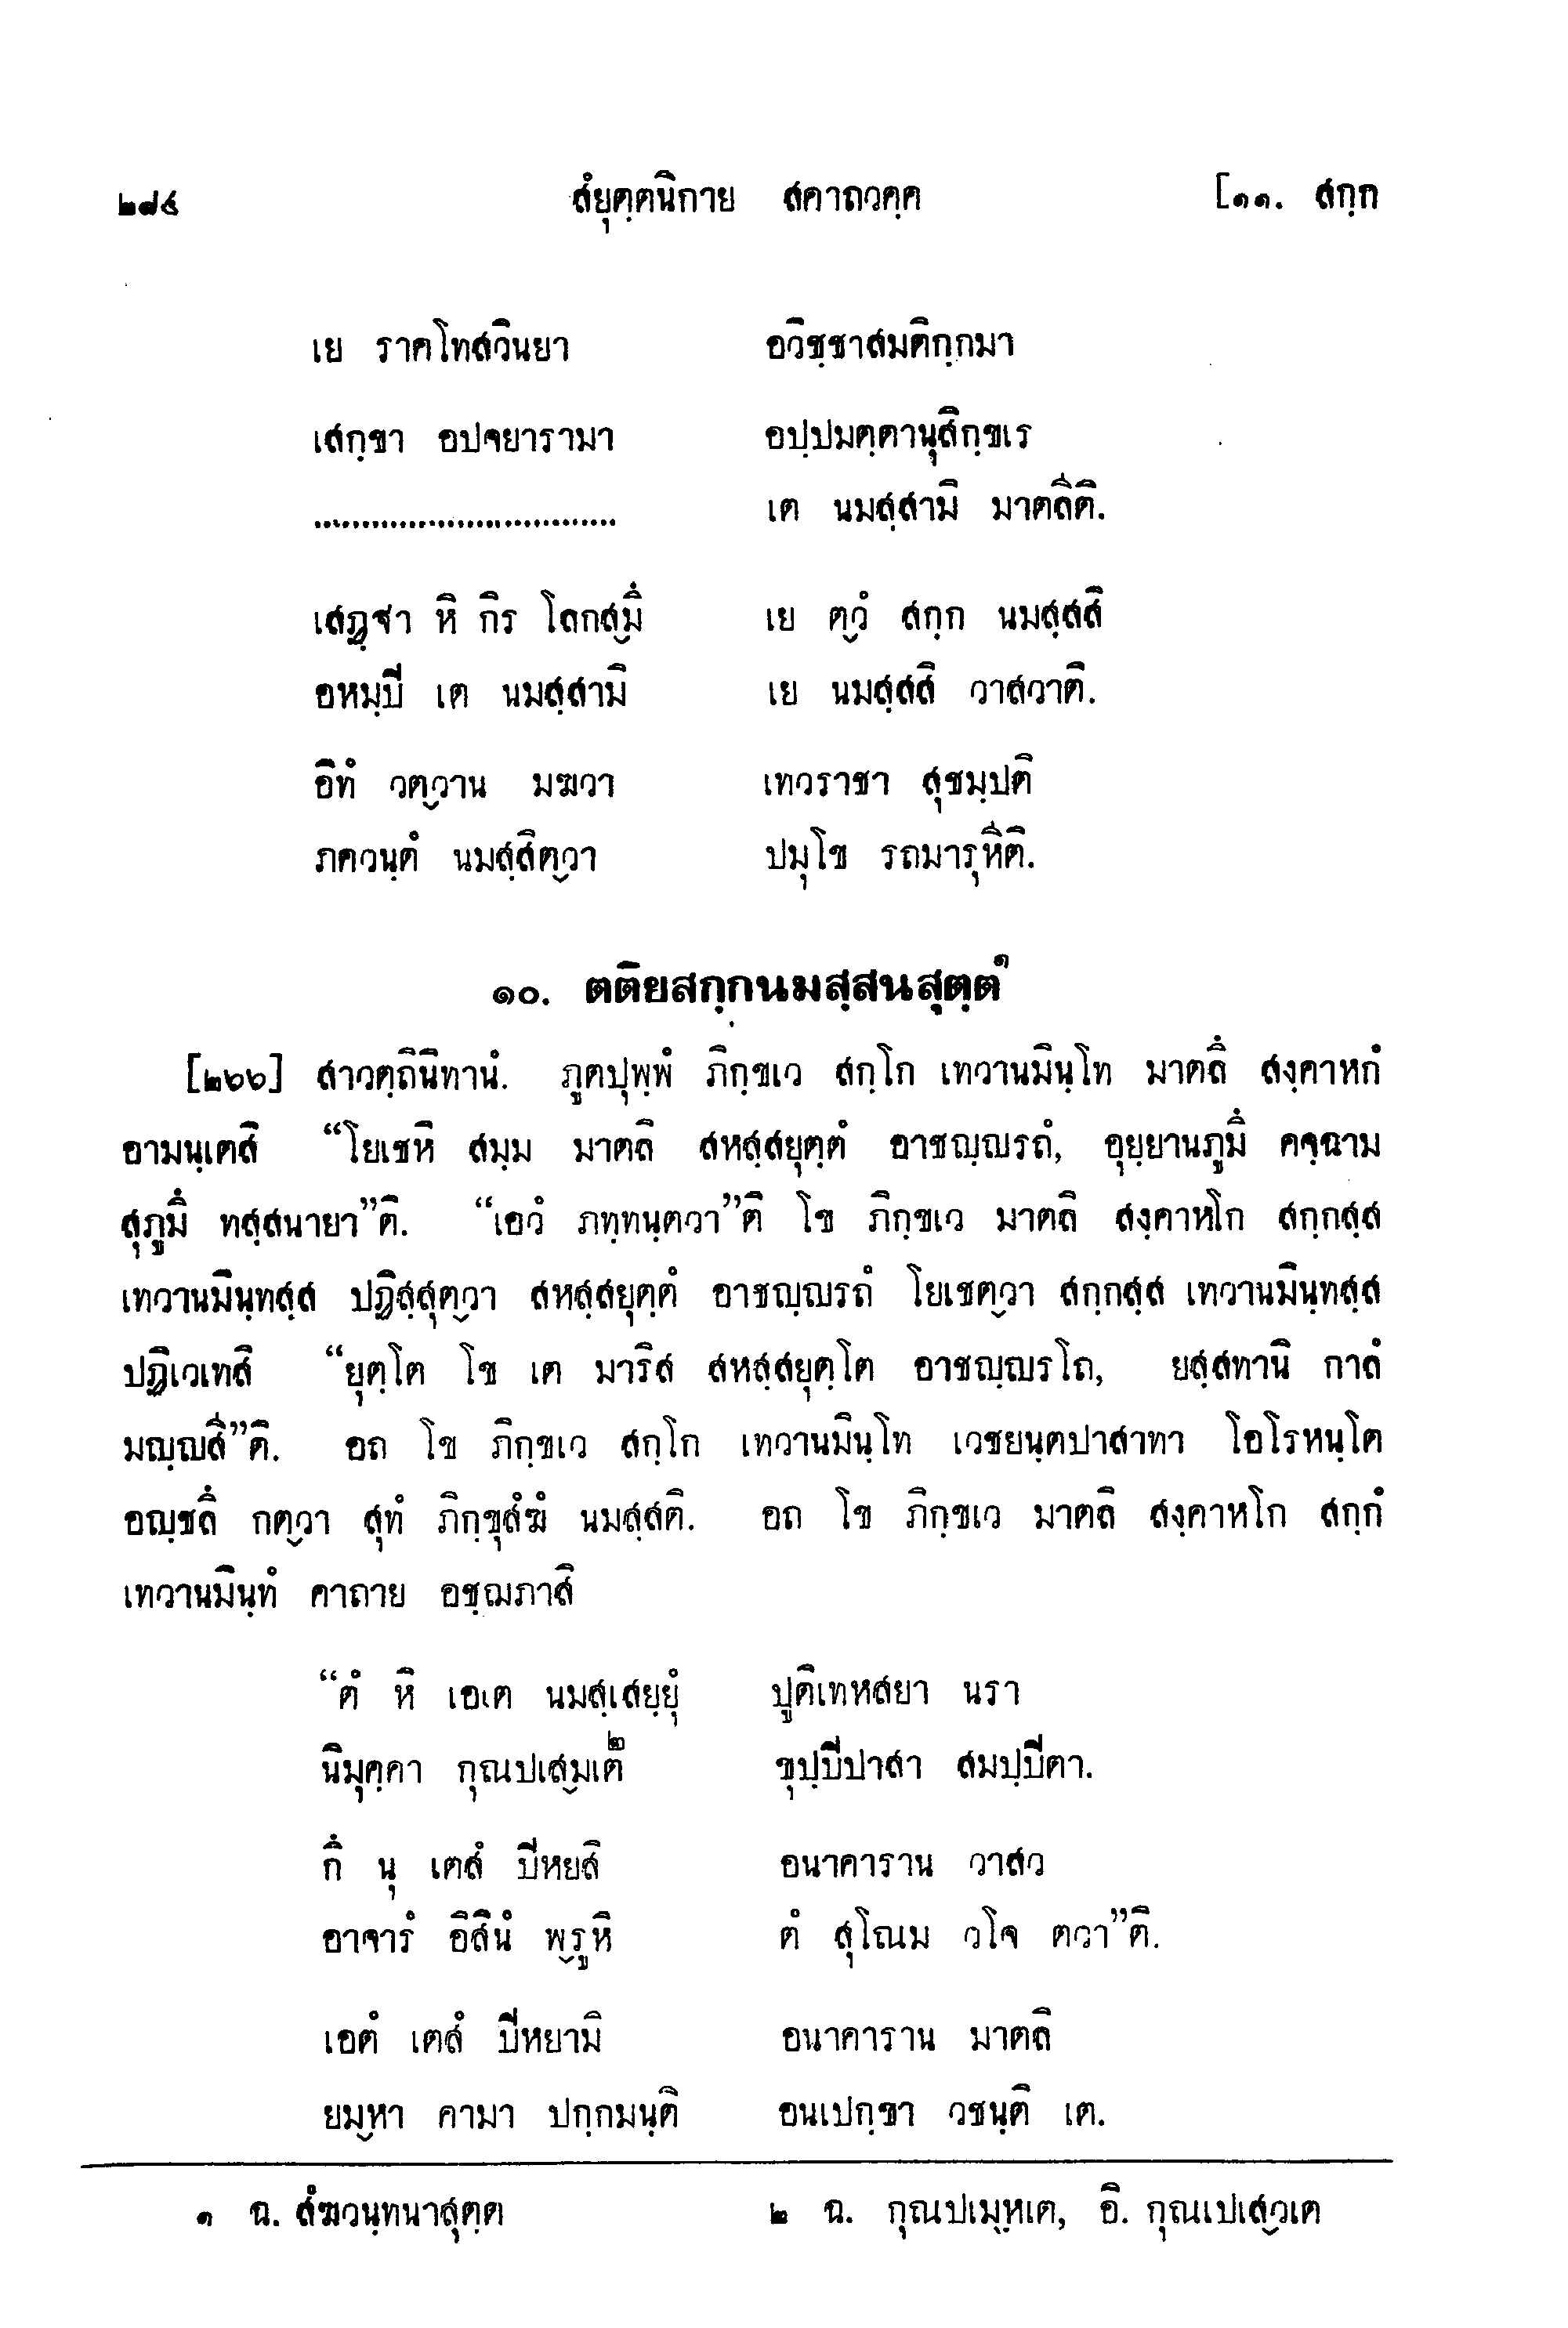 ๒๘๔ สํยุตฺตนิกาย สคาถวคฺค [๑๑. สกฺก
เย ราคโทสวินยา อวิชฺชาสมติกฺกมา
เสกฺขา อปจยารามา อปฺปมตฺตานุสิกฺขเร
................................ เต นมสฺสามิ มาตลีติ.
เสฏฺฐา หิ กิร โลกสฺมึ เย ตฺวํ สกฺก นมสฺสสิ
อหมฺปิ เต นมสฺสามิ เย นมสฺสสิ วาสวาติ.
อิทํ วตฺวาน มฆวา เทวราชา สุชมฺปติ
ภควนฺตํ นมสฺสิตฺวา ปมุโข รถมารุหีติ.
๑๐. ตติยสกฺกนมสฺสนสุตฺตํ๑
[๒๖๖] สาวตฺถินิทานํ. ภูตปุพฺพํ ภิกฺขเว สกฺโก เทวานมินฺโท มาตลึ สงฺคาหกํ
อามนฺเตสิ “โยเชหิ สมฺม มาตลิ สหสฺสยุตฺตํ อาชญฺญรถํ, อุยฺยานภูมึ คจฺฉาม
สุภูมึ ทสฺสนายา”ติ. “เอวํ ภทฺทนฺตวา”ติ โข ภิกฺขเว มาตลิ สงฺคาหโก สกฺกสฺส
เทวานมินฺทสฺส ปฏิสฺสุตฺวา สหสฺสยุตฺตํ อาชญฺญรถํ โยเชตฺวา สกฺกสฺส เทวานมินฺทสฺส
ปฏิเวเทสิ “ยุตฺโต โข เต มาริส สหสฺสยุตฺโต อาชญฺญรโถ, ยสฺสทานิ กาลํ
มญฺญสี”ติ. อถ โข ภิกฺขเว สกฺโก เทวานมินฺโท เวชยนฺตปาสาทา โอโรหนฺโต
อญฺชลึ กตฺวา สุทํ ภิกฺขุสํฆํ นมสฺสติ. อถ โข ภิกฺขเว มาตลิ สงฺคาหโก สกฺกํ
เทวานมินฺทํ คาถาย อชฺฌภาสิ
“ตํ หิ เอเต นมสฺเสยฺยุํ ปูติเทหสยา นรา
นิมุคฺคา กุณปเสฺมเต๒ ขุปฺปิปาสา สมปฺปิตา.
กึ นุ เตสํ ปิหยสิ อนาคาราน วาสว
อาจารํ อิสินํ พฺรูหิ ตํ สุโณม วโจ ตวา”ติ.
เอตํ เตสํ ปิหยามิ อนาคาราน มาตลิ
ยมฺหา คามา ปกฺกมนฺติ อนเปกฺขา วชนฺติ เต.
๑ ฉ. สํฆวนฺทนาสุตฺต ๒ ฉ. กุณปเมฺหเต, อิ. กุณเปเสฺวเต